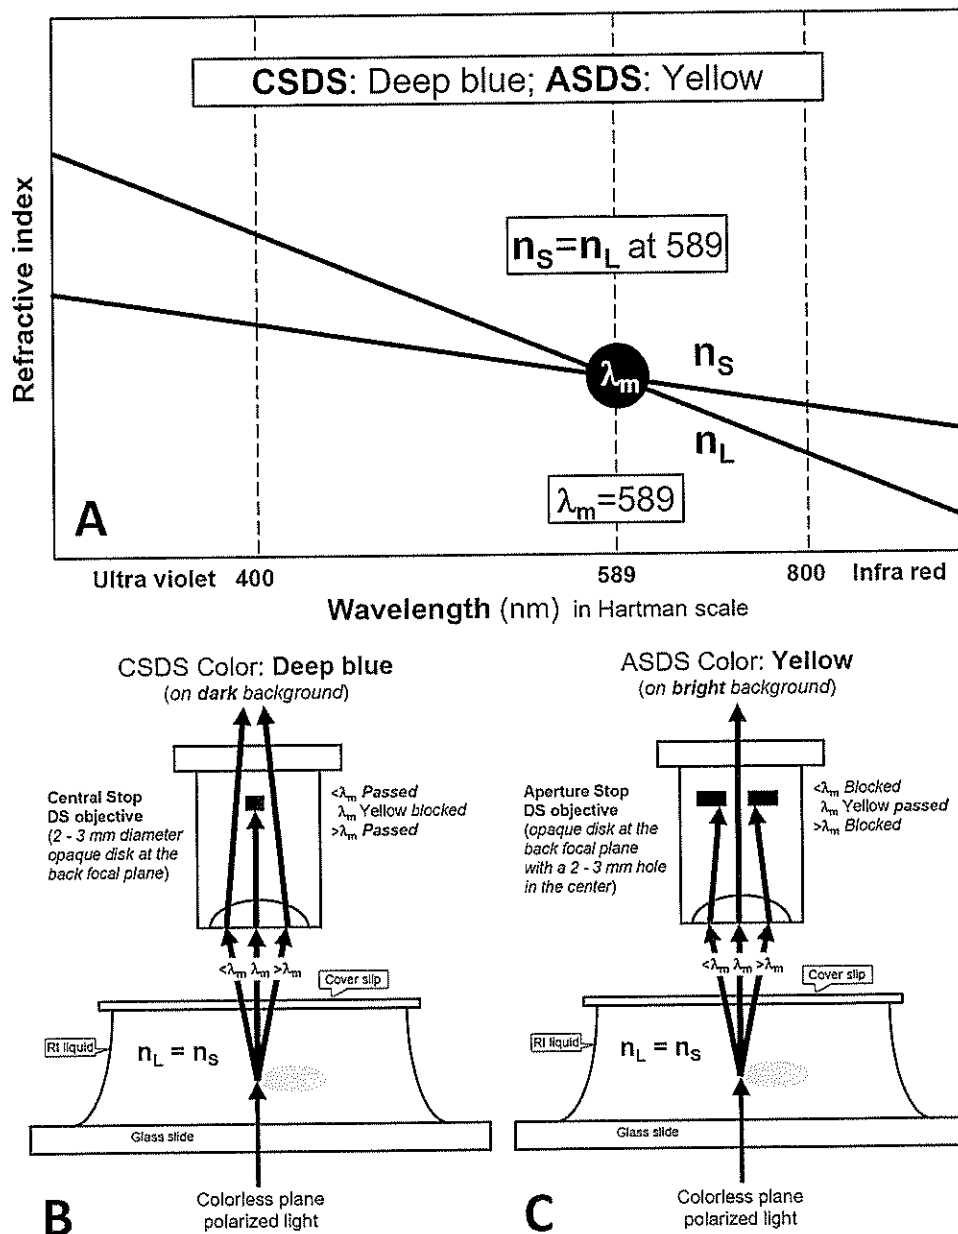 CSDS: Deep blue; ASDS: Yellow
Refractive index
nS=nL at 589
λm
nS
nL
λm=589
A
Ultra violet 400 589 800 Infra red
Wavelength (nm) in Hartman scale
CSDS Color: Deep blue
(on dark background)
Central Stop
DS objective
(2 - 3 mm diameter
opaque disk at the
back focal plane)
<λm Passed
λm Yellow blocked
>λm Passed
<λm λm >λm
Cover slip
RI liquid
nL = nS
Glass slide
Colorless plane
polarized light
B
ASDS Color: Yellow
(on bright background)
Aperture Stop
DS objective
(opaque disk at the
back focal plane
with a 2 - 3 mm hole
in the center)
<λm Blocked
λm Yellow passed
>λm Blocked
<λm λm >λm
Cover slip
RI liquid
nL = nS
Glass slide
Colorless plane
polarized light
C